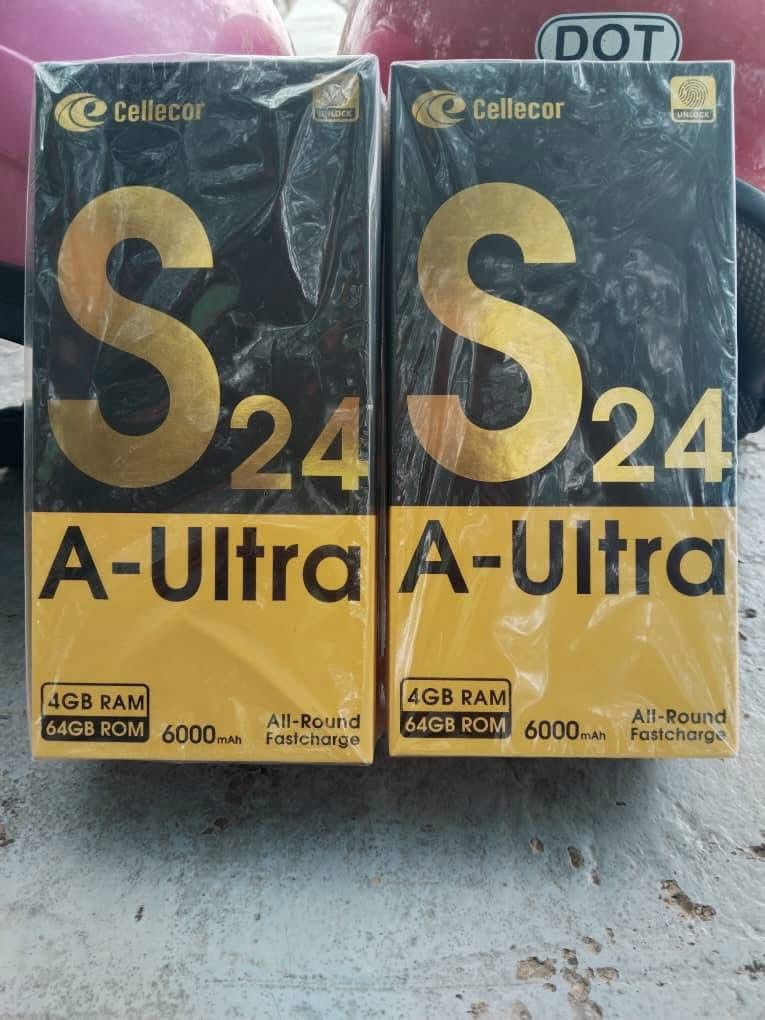 DOT
Cellecor
UNLOCK
S24
A-Ultra
4GB RAM
64GB ROM
6000mAh
All-Round
Fastcharge
Cellecor
UNLOCK
S24
A-Ultra
4GB RAM
64GB ROM
6000mAh
All-Round
Fastcharge